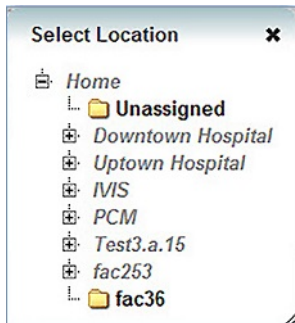 Select Location
Home
Unassigned
Downtown Hospital
Uptown Hospital
IVIS
PCM
Test3.a.15
fac253
fac36